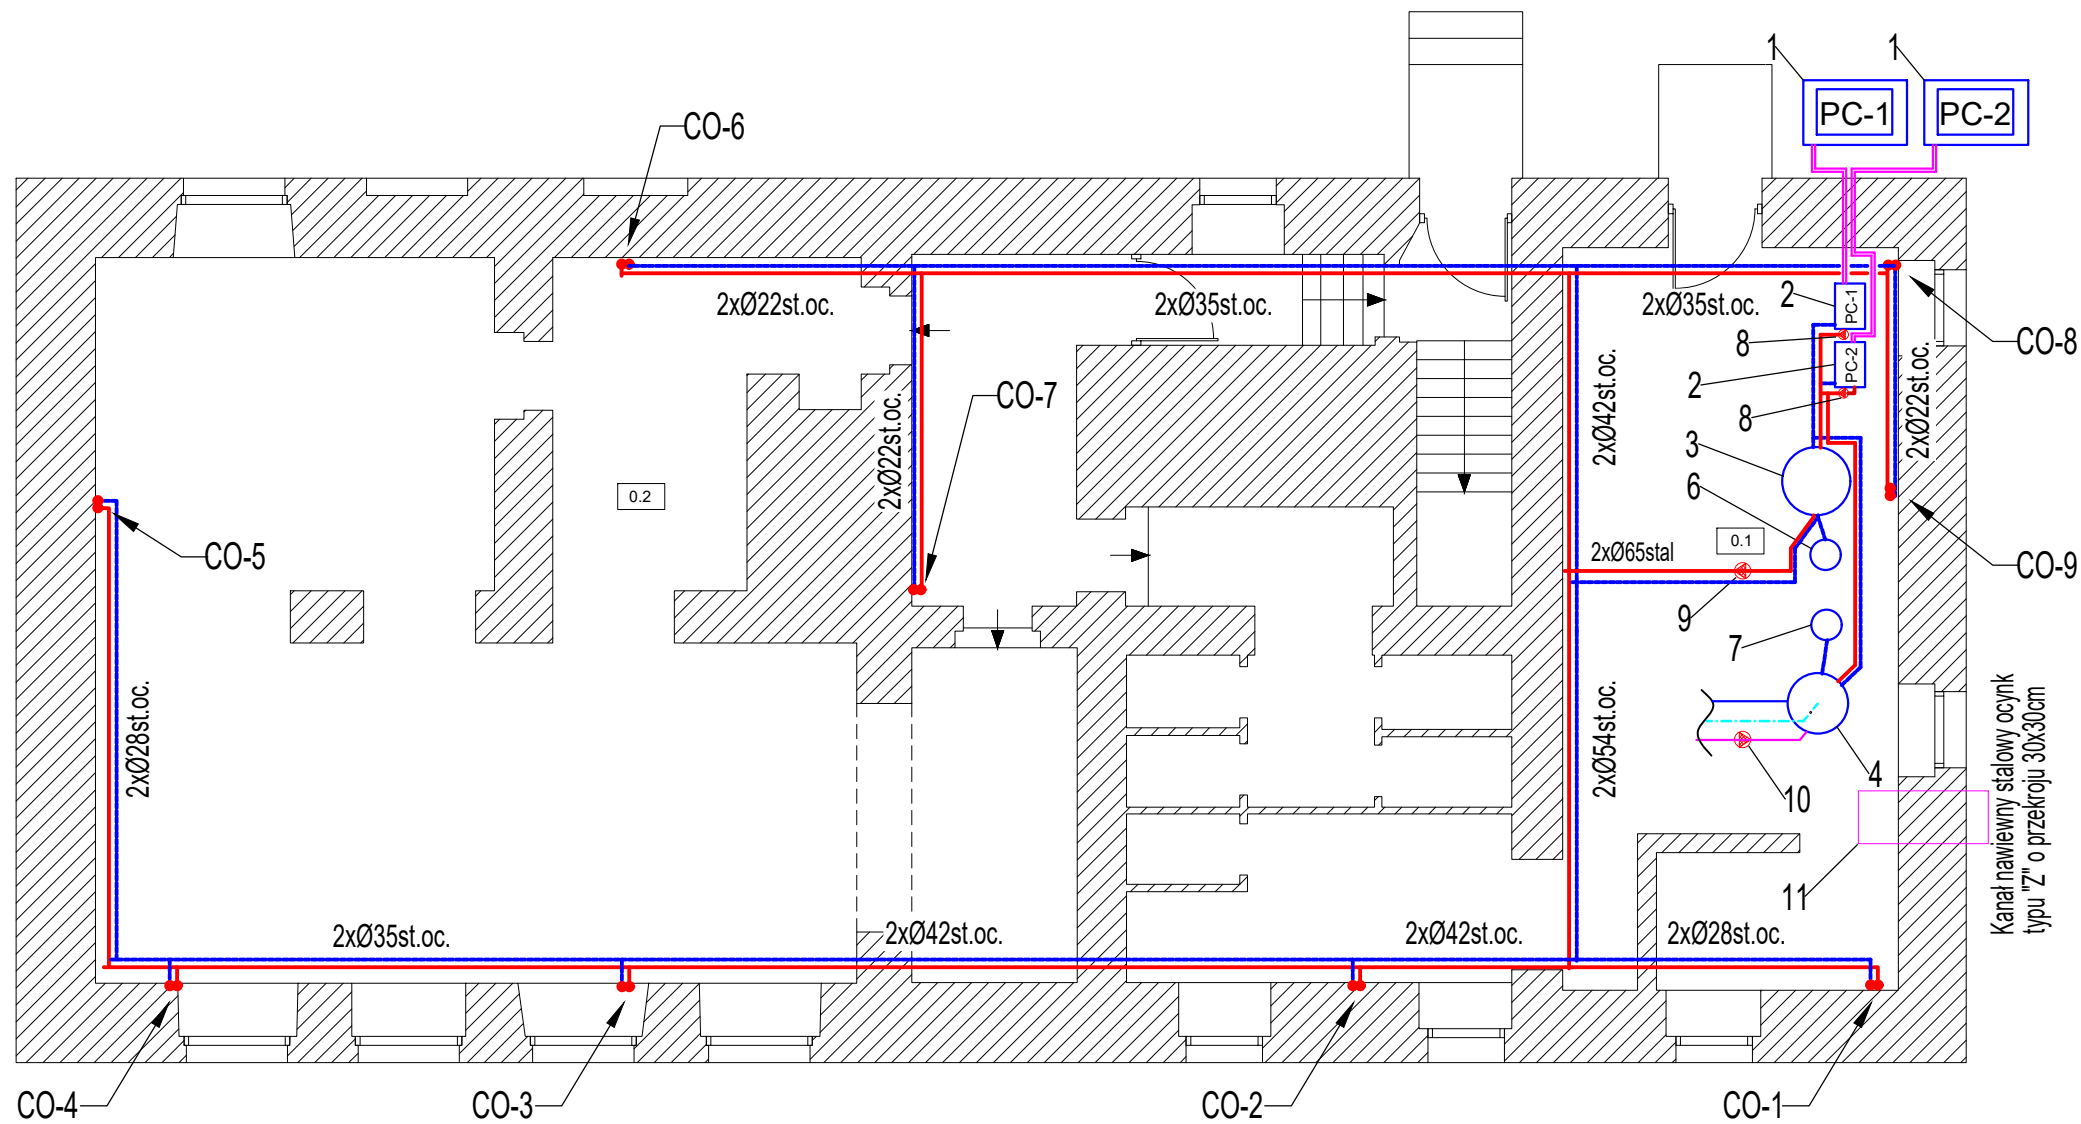 1
1
PC-1
PC-2
CO-6
2xØ22st.oc.
2xØ35st.oc.
2xØ35st.oc.
2
PC-1
8
PC-2
2
8
CO-8
2xØ22st.oc.
2xØ42st.oc.
CO-7
2xØ22st.oc.
3
6
0.2
0.1
2xØ65stal
CO-5
CO-9
9
7
2xØ28st.oc.
2xØ54st.oc.
4
10
11
Kanał nawiewny stalowy ocynk
typu "Z" o przekroju 30x30cm
2xØ35st.oc.
2xØ42st.oc.
2xØ42st.oc.
2xØ28st.oc.
CO-4
CO-3
CO-2
CO-1